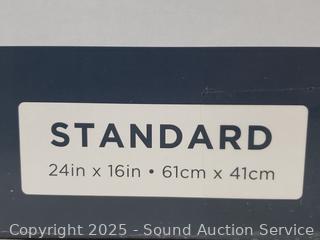 STANDARD
24in x 16in • 61cm x 41cm
Copyright 2025 - Sound Auction Service